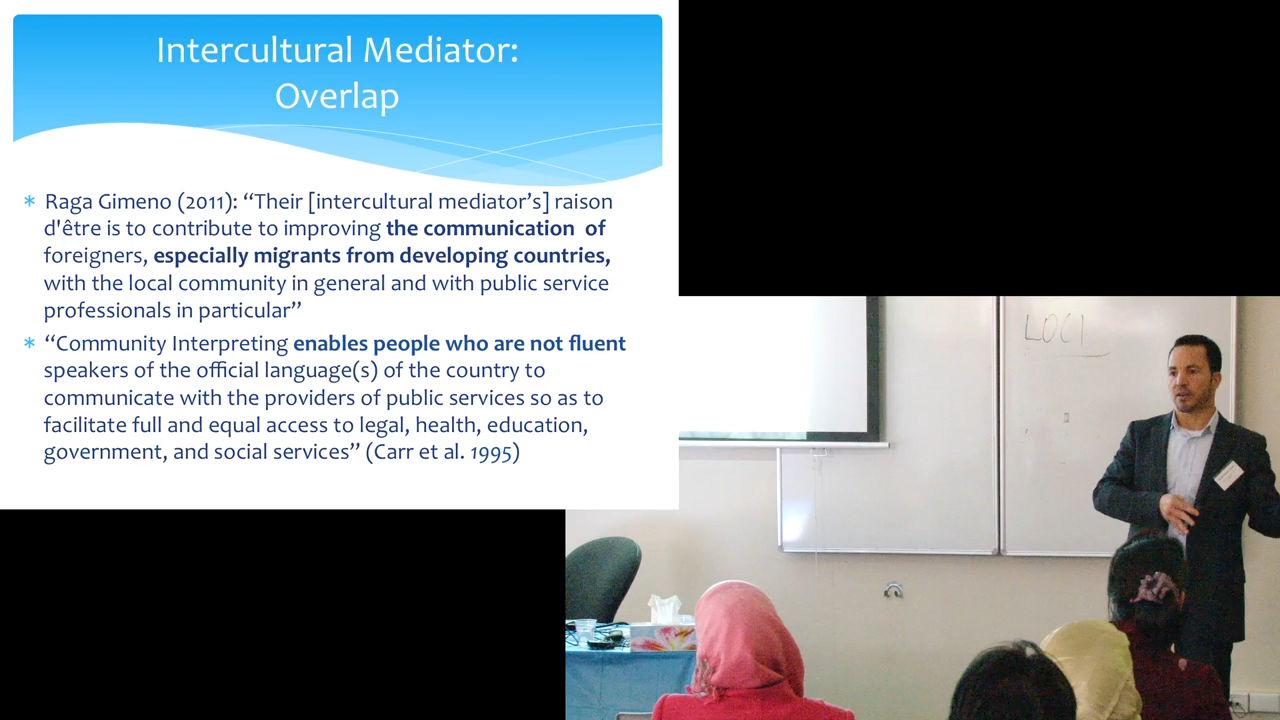 Intercultural Mediator:
Overlap
* Raga Gimeno (2011): “Their [intercultural mediator’s] raison
d'être is to contribute to improving the communication of
foreigners, especially migrants from developing countries,
with the local community in general and with public service
professionals in particular”
* “Community Interpreting enables people who are not fluent
speakers of the official language(s) of the country to
communicate with the providers of public services so as to
facilitate full and equal access to legal, health, education,
government, and social services” (Carr et al. 1995)
LOCI